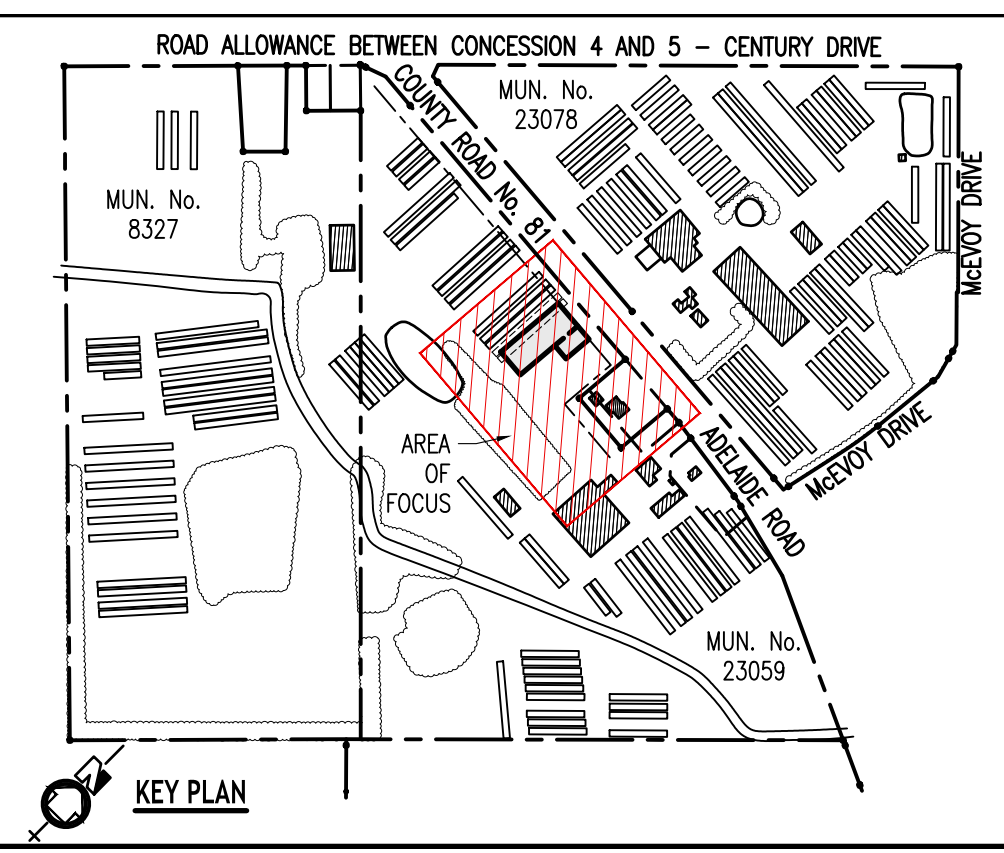 ROAD ALLOWANCE BETWEEN CONCESSION 4 AND 5 – CENTURY DRIVE
COUNTY ROAD No. 81
MUN. No.
23078
MUN. No.
8327
McEVOY DRIVE
McEVOY DRIVE
ADELAIDE ROAD
AREA
OF
FOCUS
MUN. No.
23059
N
KEY PLAN